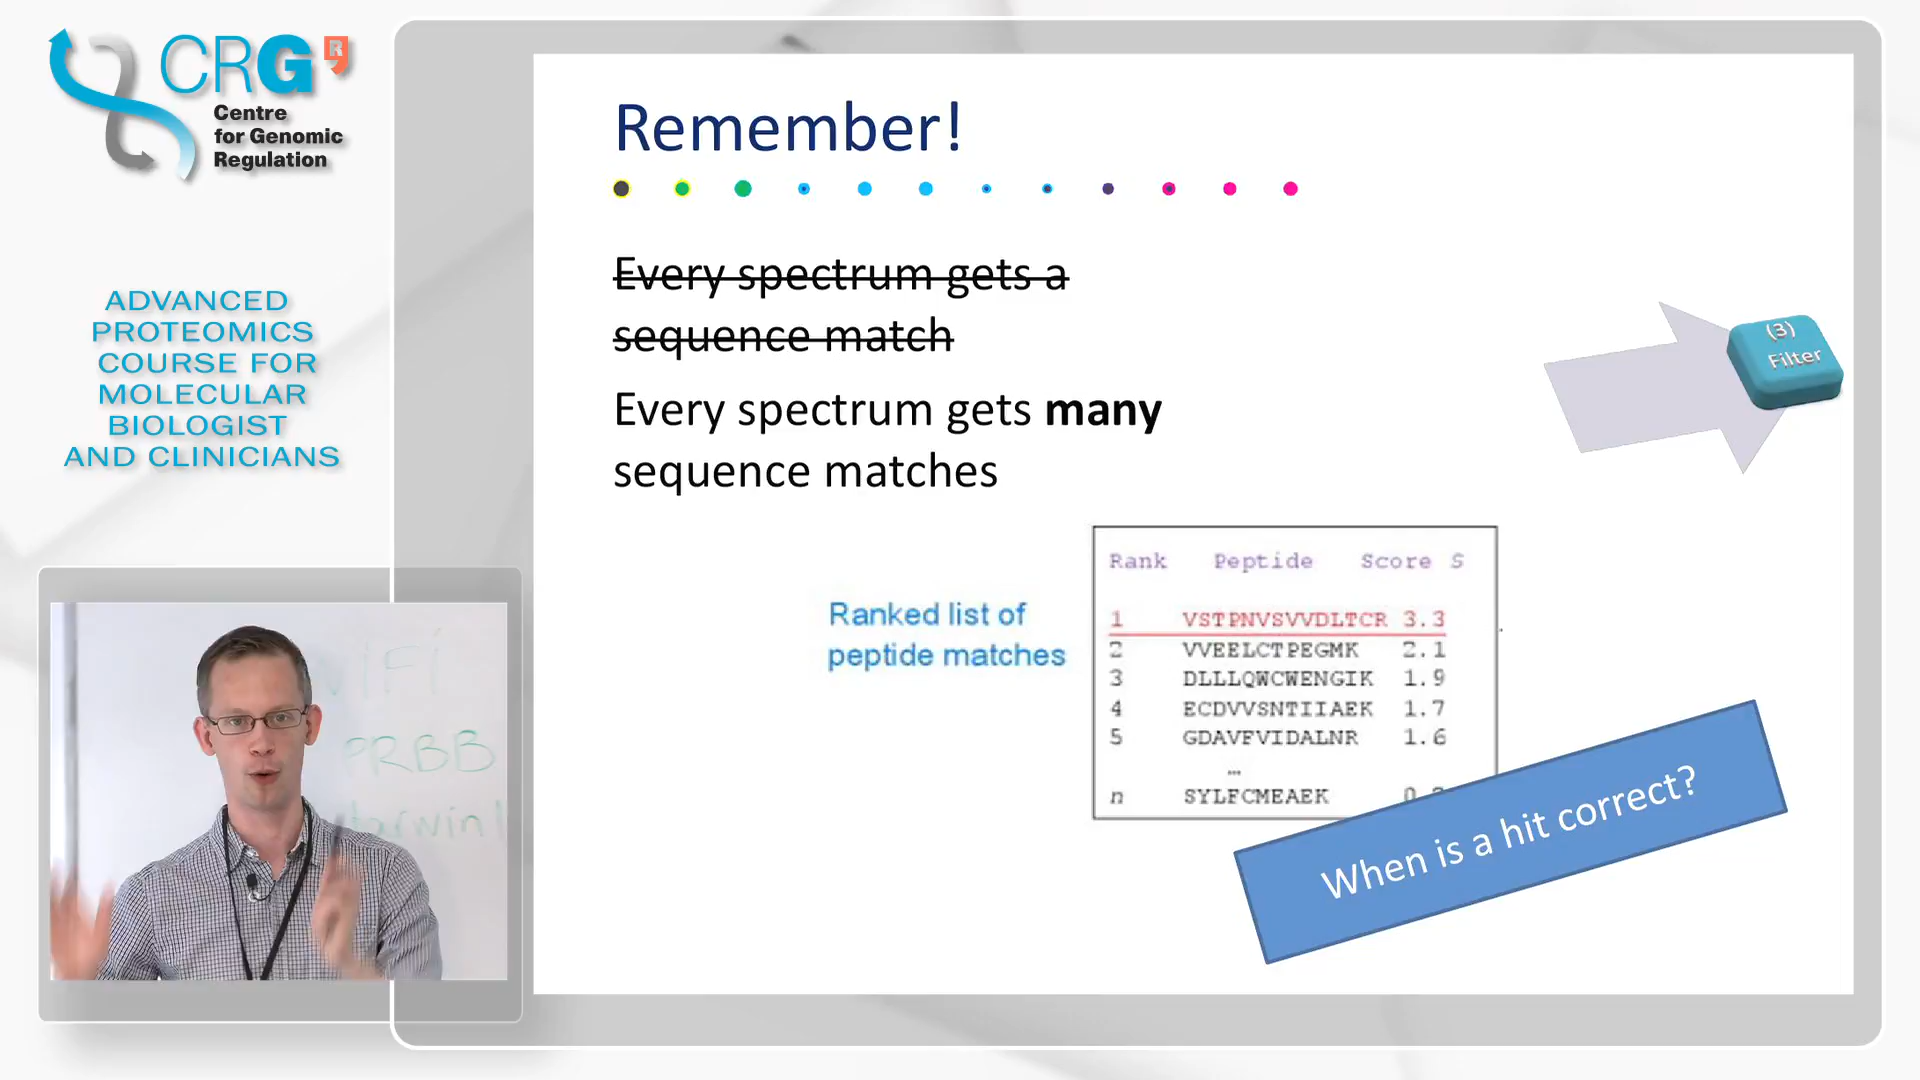 CRG
R
Centre
for Genomic
Regulation
ADVANCED
PROTEOMICS
COURSE FOR
MOLECULAR
BIOLOGIST
AND CLINICIANS
Remember!
Every spectrum gets a
sequence match
Every spectrum gets many
sequence matches
(3)
Filter
Ranked list of
peptide matches
Rank Peptide Score S
1 VSTPNVSVVDLTCR 3.3
2 VVEELCTPEGMK 2.1
3 DLLLQWCWENGIK 1.9
4 ECDVVSNTIIAEK 1.7
5 GDAVFVIDALNR 1.6
...
n SYLFCMEAEK
When is a hit correct?
WIFI
PRBB